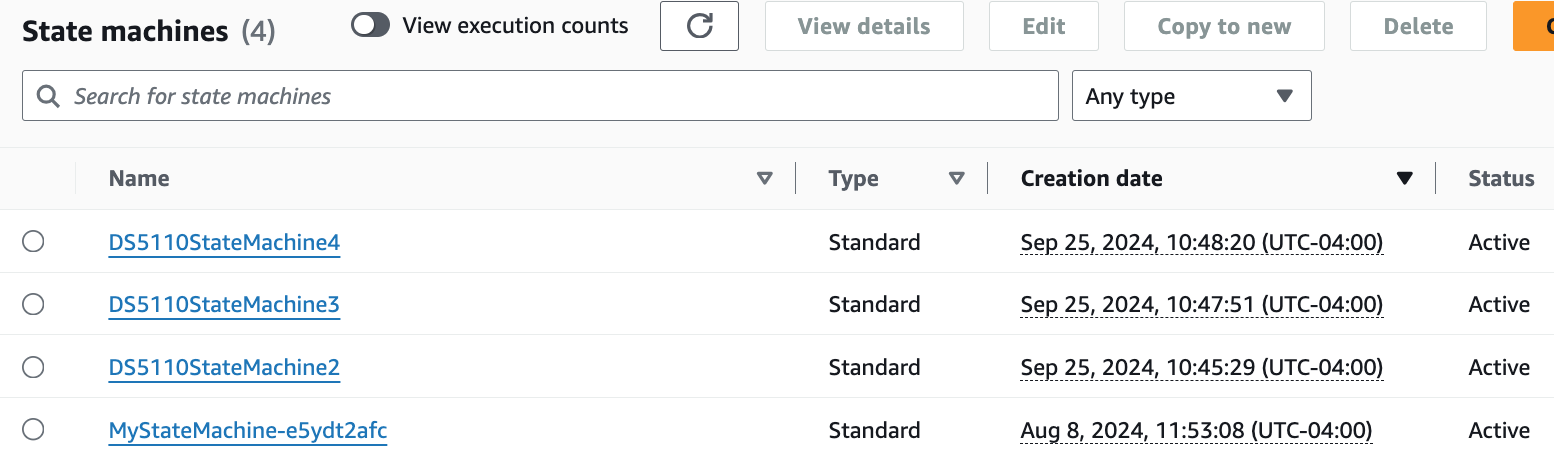 State machines (4) View execution counts View details Edit Copy to new Delete
Search for state machines Any type
Name Type Creation date Status
DS5110StateMachine4 Standard Sep 25, 2024, 10:48:20 (UTC-04:00) Active
DS5110StateMachine3 Standard Sep 25, 2024, 10:47:51 (UTC-04:00) Active
DS5110StateMachine2 Standard Sep 25, 2024, 10:45:29 (UTC-04:00) Active
MyStateMachine-e5ydt2afc Standard Aug 8, 2024, 11:53:08 (UTC-04:00) Active